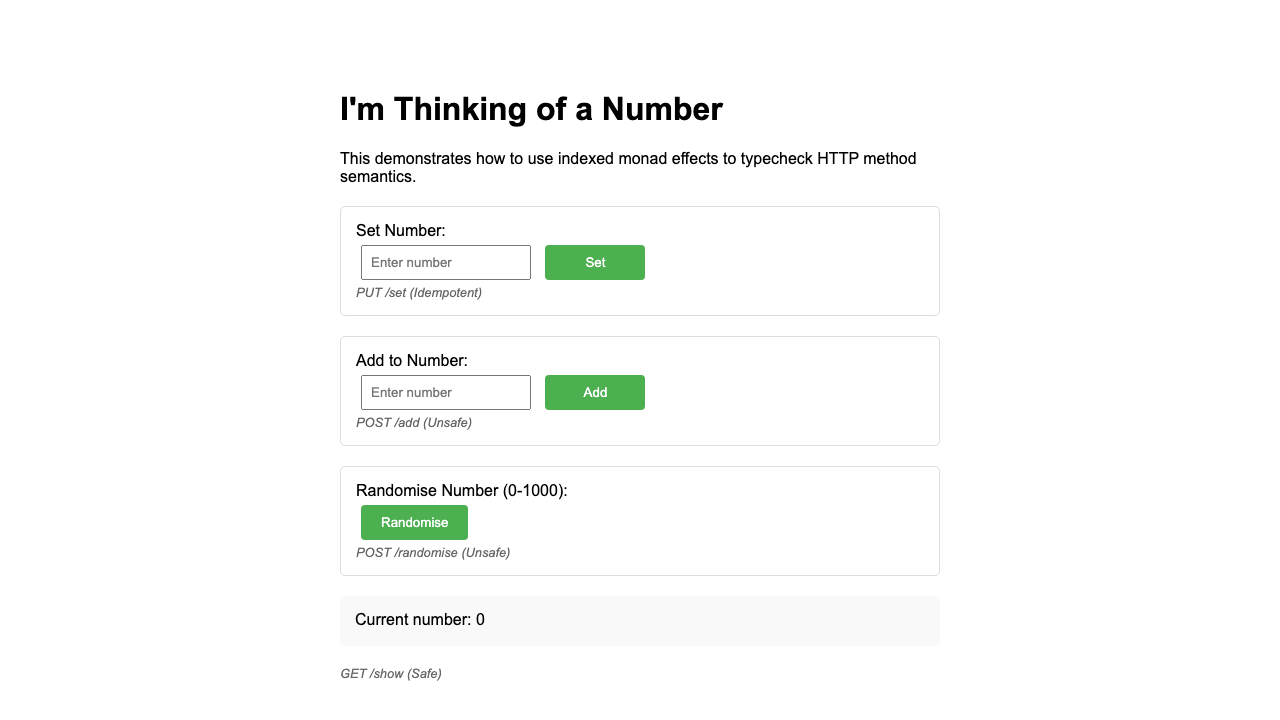 I'm Thinking of a Number
This demonstrates how to use indexed monad effects to typecheck HTTP method
semantics.
Set Number:
Enter number
Set
PUT /set (Idempotent)
Add to Number:
Enter number
Add
POST /add (Unsafe)
Randomise Number (0-1000):
Randomise
POST /randomise (Unsafe)
Current number: 0
GET /show (Safe)